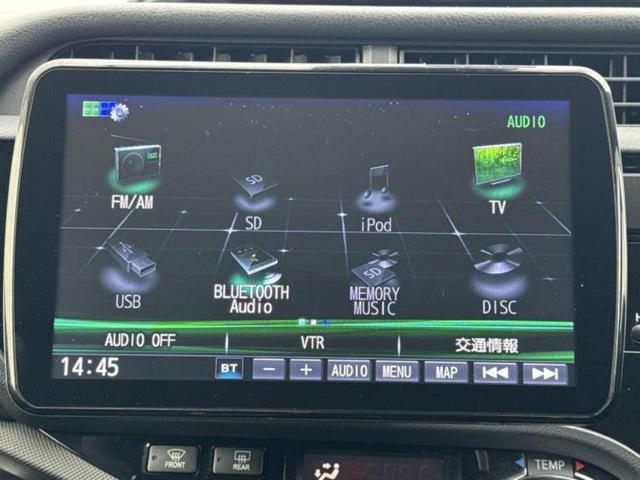 AUDIO
FM/AM
SD
iPod
TV
USB
BLUETOOTH
Audio
SD
MEMORY
MUSIC
DISC
AUDIO OFF
VTR
交通情報
14:45
BT
AUDIO
MENU
MAP
FRONT
REAR
TEMP